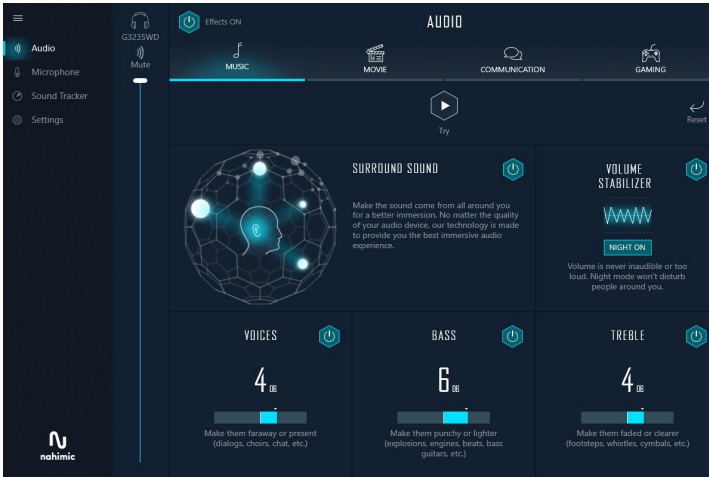 Audio
Microphone
Sound Tracker
Settings
nahimic
G3235WD
Mute
Effects ON
AUDIO
MUSIC
MOVIE
COMMUNICATION
GAMING
Try
Reset
SURROUND SOUND
Make the sound come from all around you
for a better immersion. No matter the quality
of your audio device, our technology is made
to provide you the best immersive audio
experience.
VOLUME
STABILIZER
NIGHT ON
Volume is never inaudible or too
loud. Night mode won't disturb
people around you.
VOICES
4 DB
Make them faraway or present
(dialogs, choirs, chat, etc.)
BASS
6 DB
Make them punchy or lighter
(explosions, engines, beats, bass
guitars, etc.)
TREBLE
4 DB
Make them faded or clearer
(footsteps, whistles, cymbals, etc.)